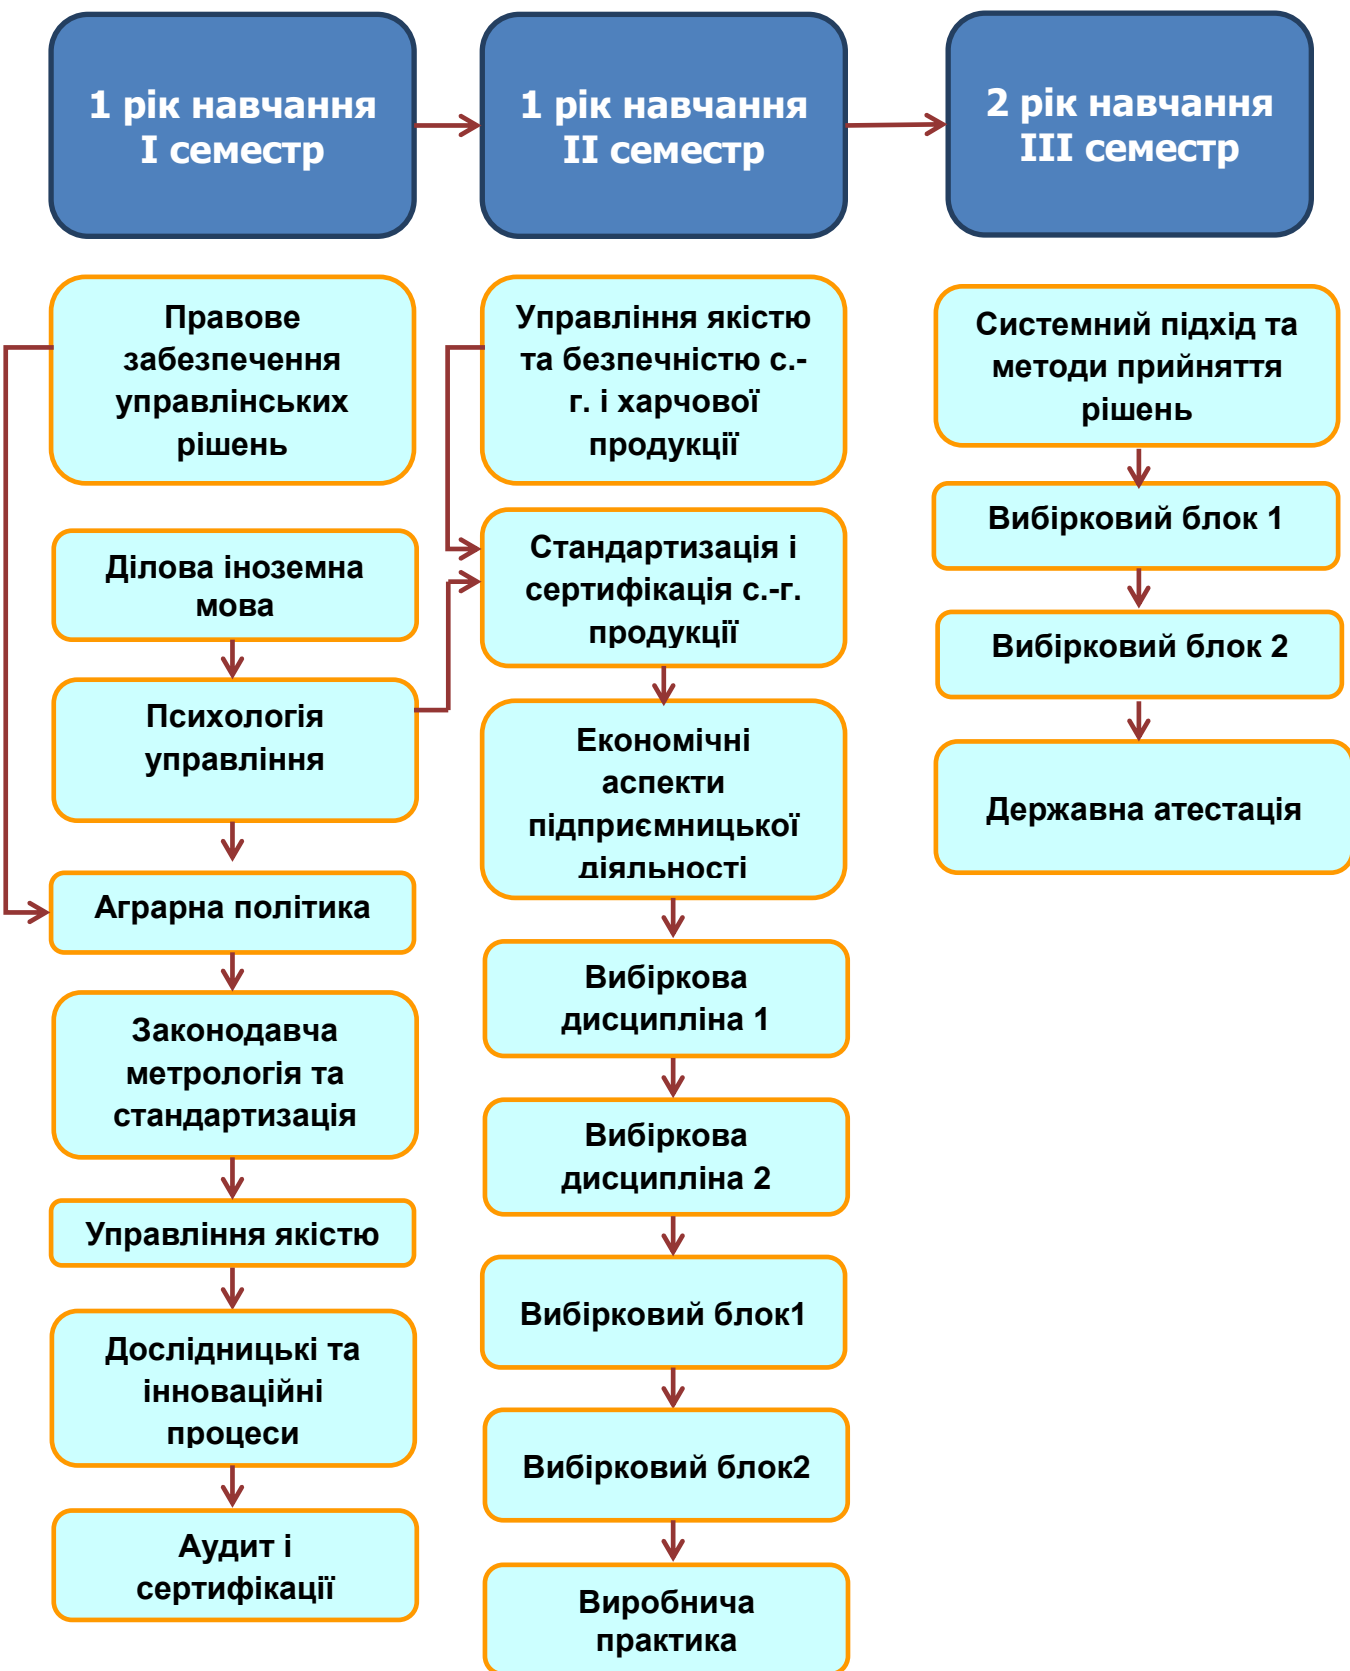 1 рік навчання
I семестр
1 рік навчання
II семестр
2 рік навчання
III семестр
Правове
забезпечення
управлінських
рішень
Ділова іноземна
мова
Психологія
управління
Аграрна політика
Законодавча
метрологія та
стандартизація
Управління якістю
Дослідницькі та
інноваційні
процеси
Аудит і
сертифікації
Управління якістю
та безпечністю с.-
г. і харчової
продукції
Стандартизація і
сертифікація с.-г.
продукції
Економічні
аспекти
підприємницької
діяльності
Вибіркова
дисципліна 1
Вибіркова
дисципліна 2
Вибірковий блок1
Вибірковий блок2
Виробнича
практика
Системний підхід та
методи прийняття
рішень
Вибірковий блок 1
Вибірковий блок 2
Державна атестація